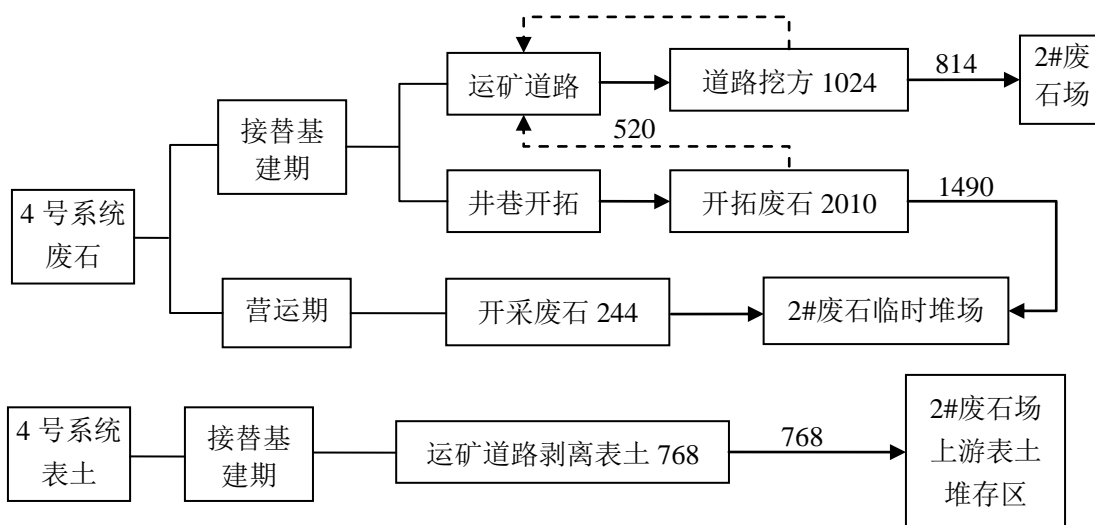 运矿道路
道路挖方 1024
814
2#废
石场
接替基
建期
520
井巷开拓
开拓废石 2010
1490
4 号系统
废石
营运期
开采废石 244
2#废石临时堆场
4 号系统
表土
接替基
建期
运矿道路剥离表土 768
768
2#废石场
上游表土
堆存区